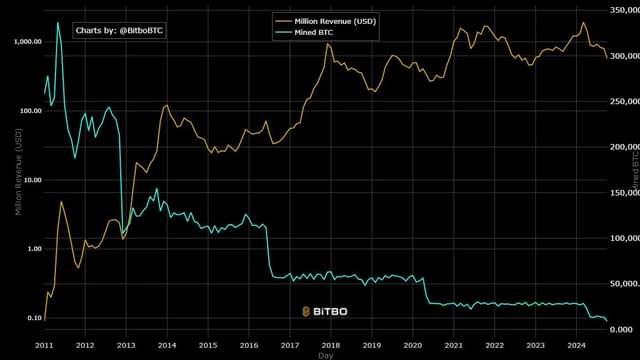 Charts by: @BitboBTC
Million Revenue (USD)
Mined BTC
1,000.00
100.00
10.00
1.00
0.10
Million Revenue (USD)
350,000
300,000
250,000
200,000
150,000
100,000
50,000.0
0.000
Mined BTC
BiTBO
2011 2012 2013 2014 2015 2016 2017 2018 2019 2020 2021 2022 2023 2024
Day